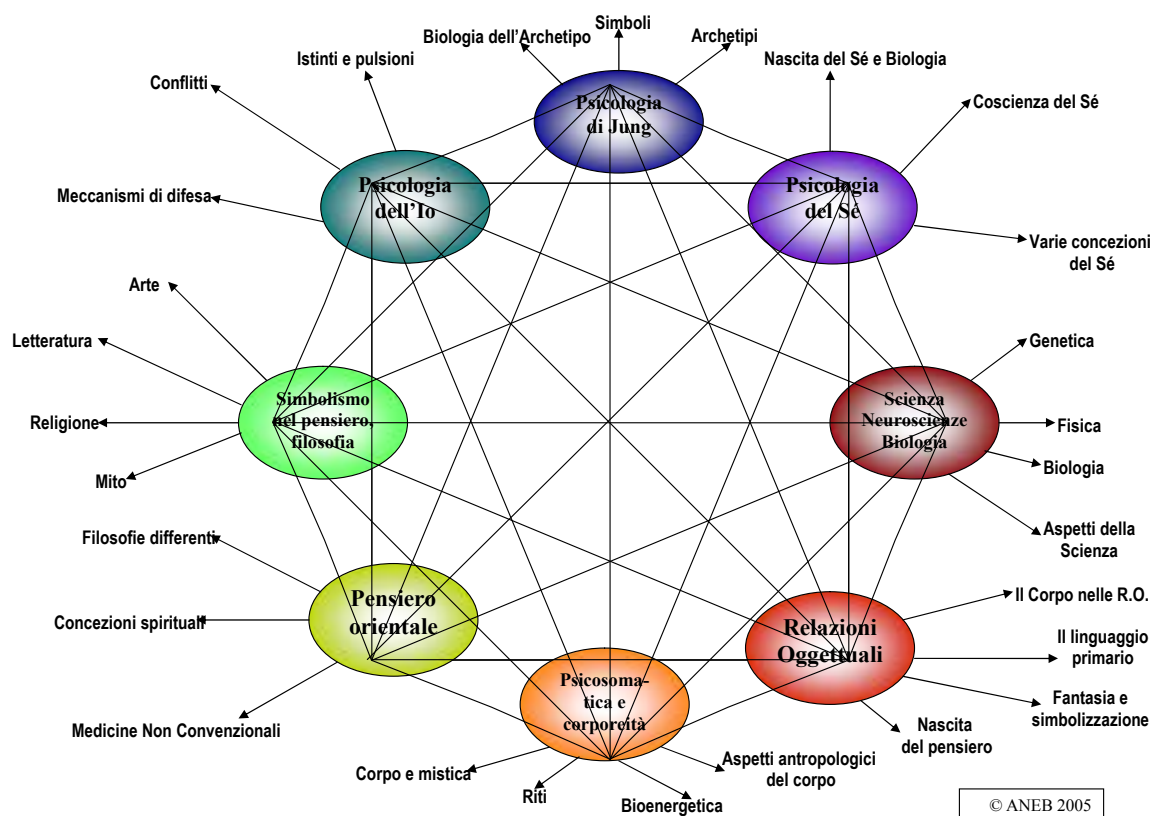 Simboli
Biologia dell'Archetipo
Archetipi
Istinti e pulsioni
Nascita del Sé e Biologia
Conflitti
Coscienza del Sé
Psicologia
di Jung
Meccanismi di difesa
Psicologia
dell'Io
Psicologia
del Sé
Varie concezioni
del Sé
Arte
Letteratura
Genetica
Simbolismo
nel pensiero,
filosofia
Scienza
Neuroscienze
Biologia
Religione
Fisica
Mito
Biologia
Filosofie differenti
Aspetti della
Scienza
Pensiero
orientale
Il Corpo nelle R.O.
Concezioni spirituali
Relazioni
Oggettuali
Il linguaggio
primario
Psicosoma-
tica e
corporeità
Fantasia e
simbolizzazione
Medicine Non Convenzionali
Nascita
del pensiero
Corpo e mistica
Aspetti antropologici
del corpo
Riti
Bioenergetica
© ANEB 2005